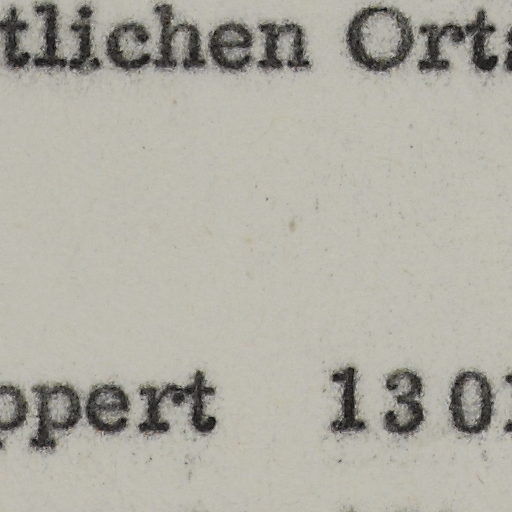 tlichen Orts
ppert 130